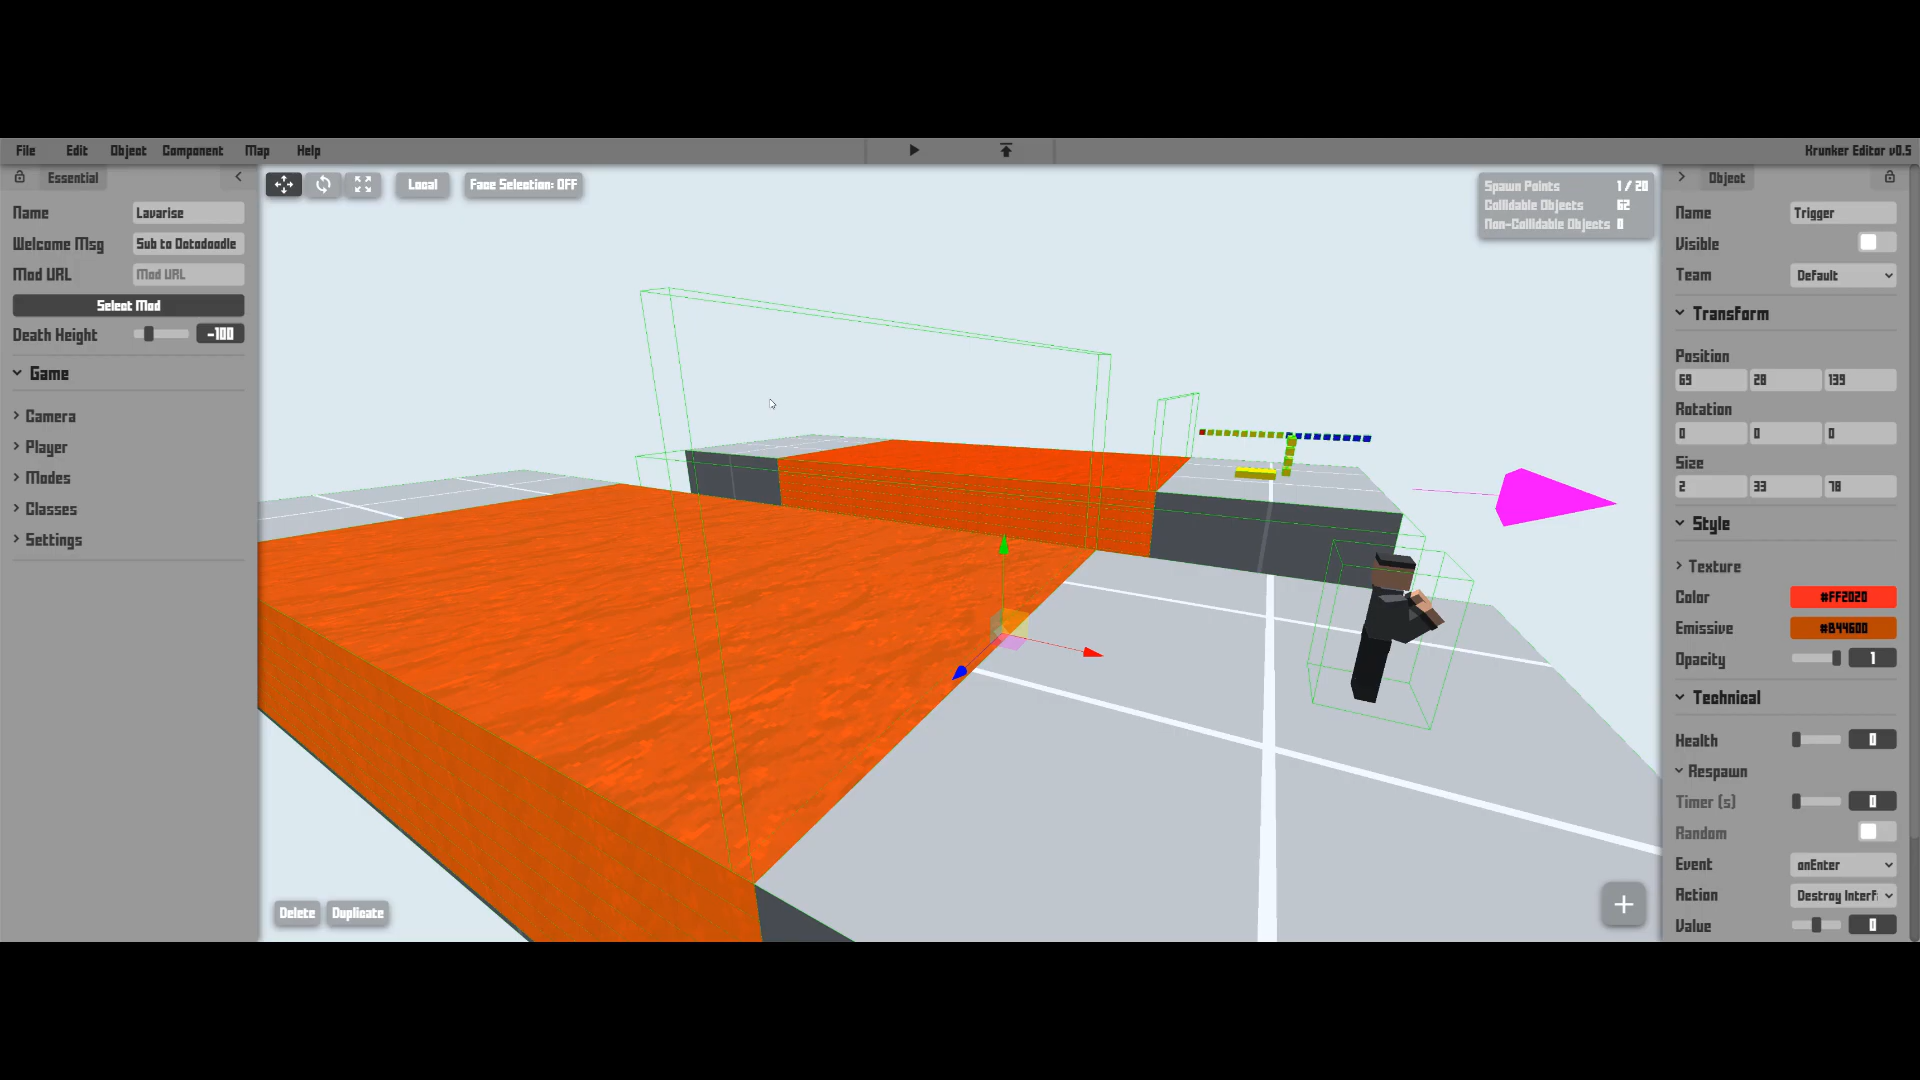 File Edit Object Component Map Help Krunker Editor v0.5
Essential Local Face Selection: OFF Object
Name Lavarise
Welcome Msg Sub to Ootodoodle
Mod URL Mod URL
Select Mod
Death Height -100
Game
Camera
Player
Modes
Classes
Settings
Delete Duplicate
Spawn Points 1 / 20
Collidable Objects 62
Non-Collidable Objects 0
Name Trigger
Visible
Team Default
Transform
Position
69 28 139
Rotation
0 0 0
Size
2 33 78
Style
Texture
Color #FF2020
Emissive #B44600
Opacity 1
Technical
Health 0
Respawn
Timer (s) 0
Random
Event onEnter
Action Destroy Interf
Value 0